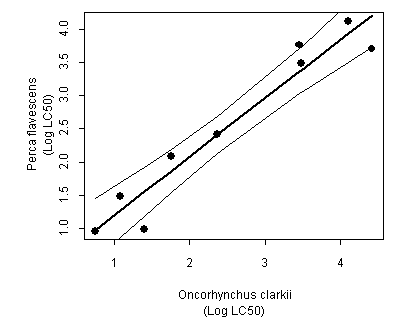 Perca flavescens
(Log LC50)
4.0
3.5
3.0
2.5
2.0
1.5
1.0
1 2 3 4
Oncorhynchus clarkii
(Log LC50)